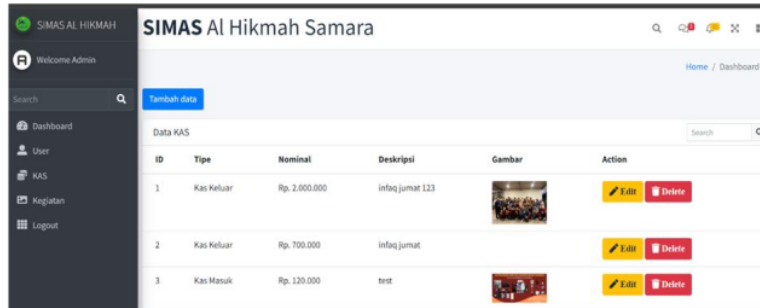 SIMAS AL HIKMAH
SIMAS Al Hikmah Samara
Welcome Admin
Home / Dashboard
Search
Tambah data
Dashboard
User
KAS
Kegiatan
Logout
Data KAS
Search
ID Tipe Nominal Deskripsi Gambar Action
1 Kas Keluar Rp. 2.000.000 infaq jumat 123 Edit Delete
2 Kas Keluar Rp. 700.000 infaq jumat Edit Delete
3 Kas Masuk Rp. 120.000 test Edit Delete